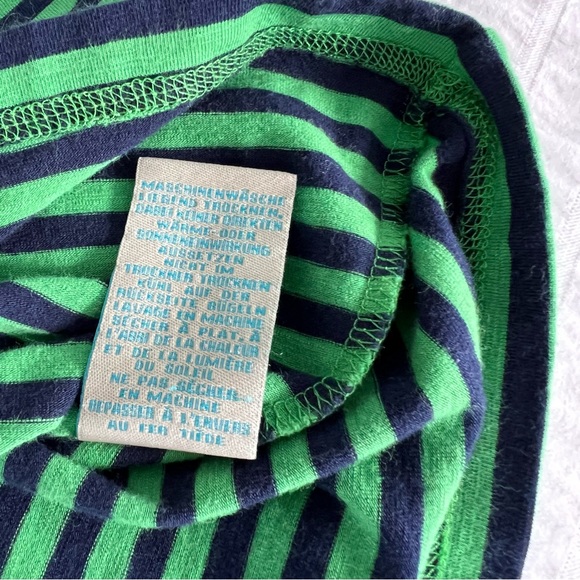 MASCHINENWÄSCHE
LIEGEND TROCKNEN.
KEINER DIREKTEN
WÄRME ODER
SONNENEINWIRKUNG
AUSSETZEN
NICHT IM
TROCKNER TROCKNEN
KÜHL AUF DER
RÜCKSEITE BÜGELN
LAVAGE EN MACHINE
SÉCHER À PLAT, À
L'ABRI DE LA CHALEUR
ET DE LA LUMIÈRE
DU SOLEIL
NE PAS SÉCHER
EN MACHINE
REPASSER À L'ENVERS
AU FER TIÈDE